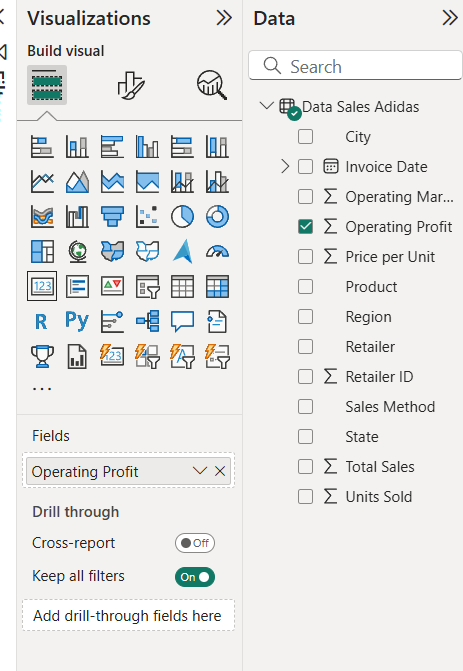 Visualizations
Build visual
123
R
Py
123
...
Fields
Operating Profit
Drill through
Cross-report
Off
Keep all filters
On
Add drill-through fields here
Data
Search
Data Sales Adidas
City
Invoice Date
Σ Operating Mar...
Σ Operating Profit
Σ Price per Unit
Product
Region
Retailer
Σ Retailer ID
Sales Method
State
Σ Total Sales
Σ Units Sold